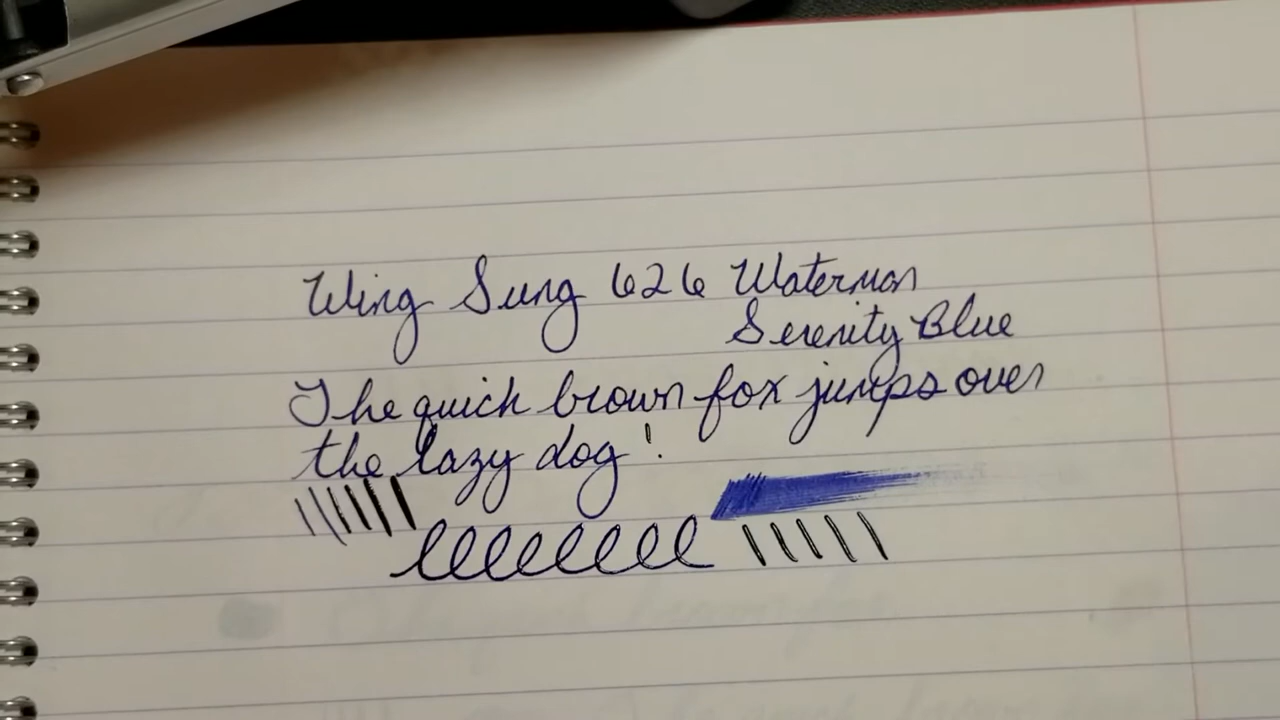 Wing Sung 626 Waterman
Serenity Blue
The quick brown fox jumps over
the lazy dog!